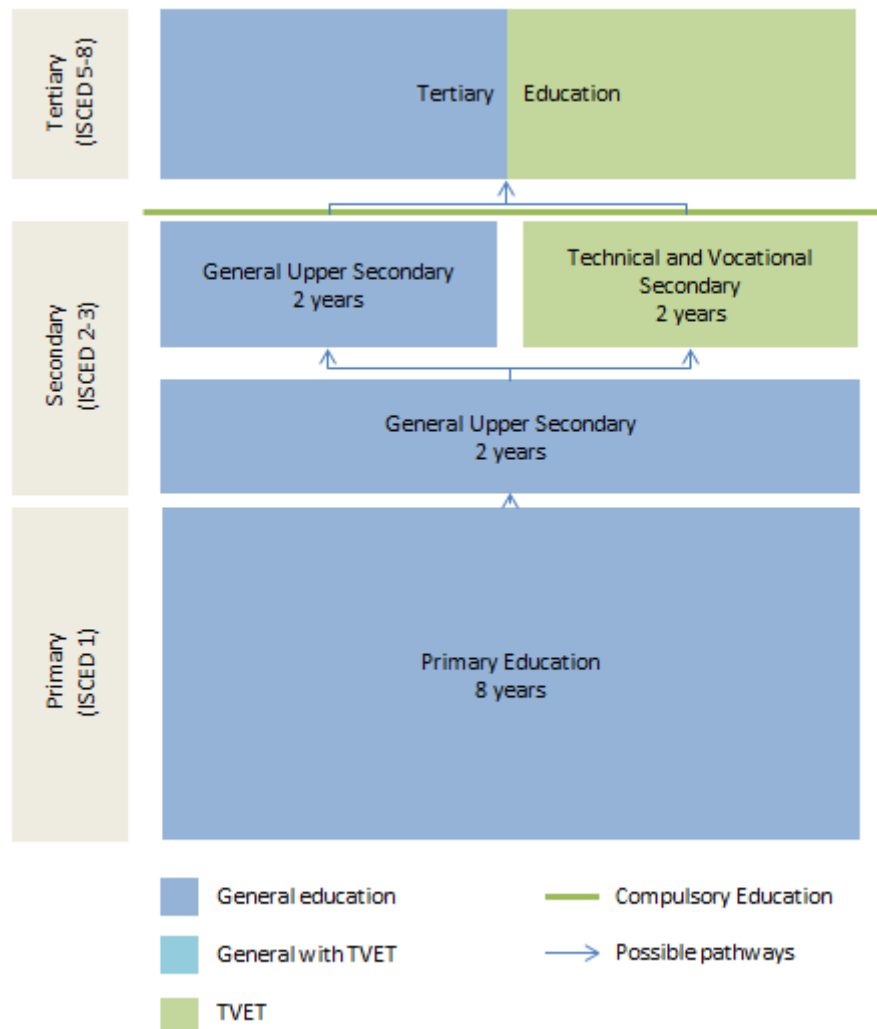 Tertiary
(ISCED 5-8)
Tertiary Education
Secondary
(ISCED 2-3)
General Upper Secondary
2 years
Technical and Vocational
Secondary
2 years
General Upper Secondary
2 years
Primary
(ISCED 1)
Primary Education
8 years
General education
Compulsory Education
General with TVET
Possible pathways
TVET